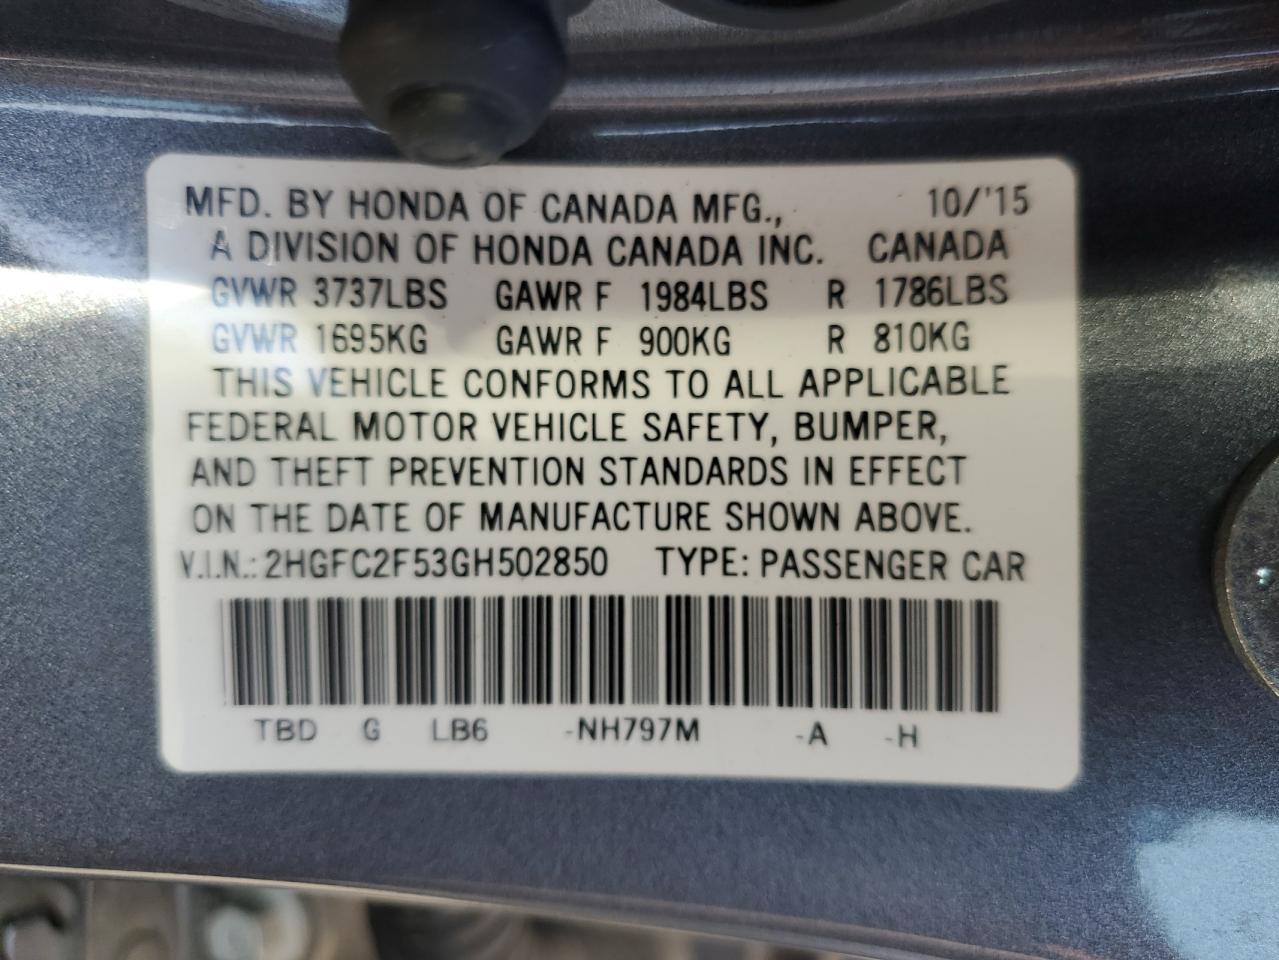 MFD. BY HONDA OF CANADA MFG., 10/'15
A DIVISION OF HONDA CANADA INC. CANADA
GVWR 3737LBS GAWR F 1984LBS R 1786LBS
GVWR 1695KG GAWR F 900KG R 810KG
THIS VEHICLE CONFORMS TO ALL APPLICABLE
FEDERAL MOTOR VEHICLE SAFETY, BUMPER,
AND THEFT PREVENTION STANDARDS IN EFFECT
ON THE DATE OF MANUFACTURE SHOWN ABOVE.
V.I.N.: 2HGFC2F53GH502850 TYPE: PASSENGER CAR
TBD G LB6 -NH797M -A -H